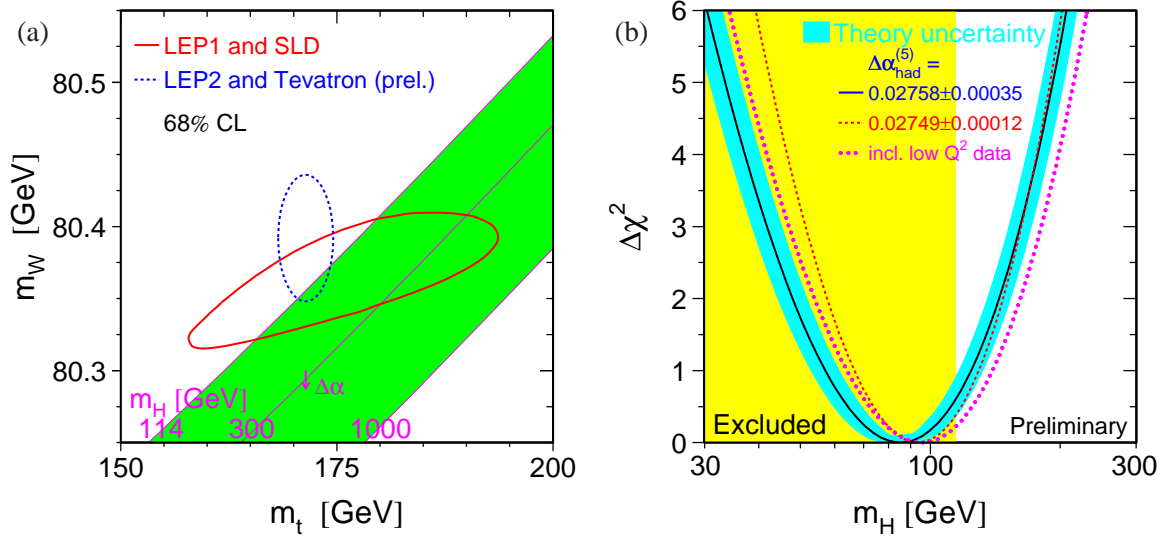 (a)
LEP1 and SLD
LEP2 and Tevatron (prel.)
68% CL
m_W [GeV]
80.5
80.4
80.3
Δα
m_H [GeV]
114 300 1000
150 175 200
m_t [GeV]
(b)
Theory uncertainty
Δα_had^(5) =
0.02758±0.00035
0.02749±0.00012
incl. low Q² data
Δχ²
6
5
4
3
2
1
0
Excluded
Preliminary
30 100 300
m_H [GeV]